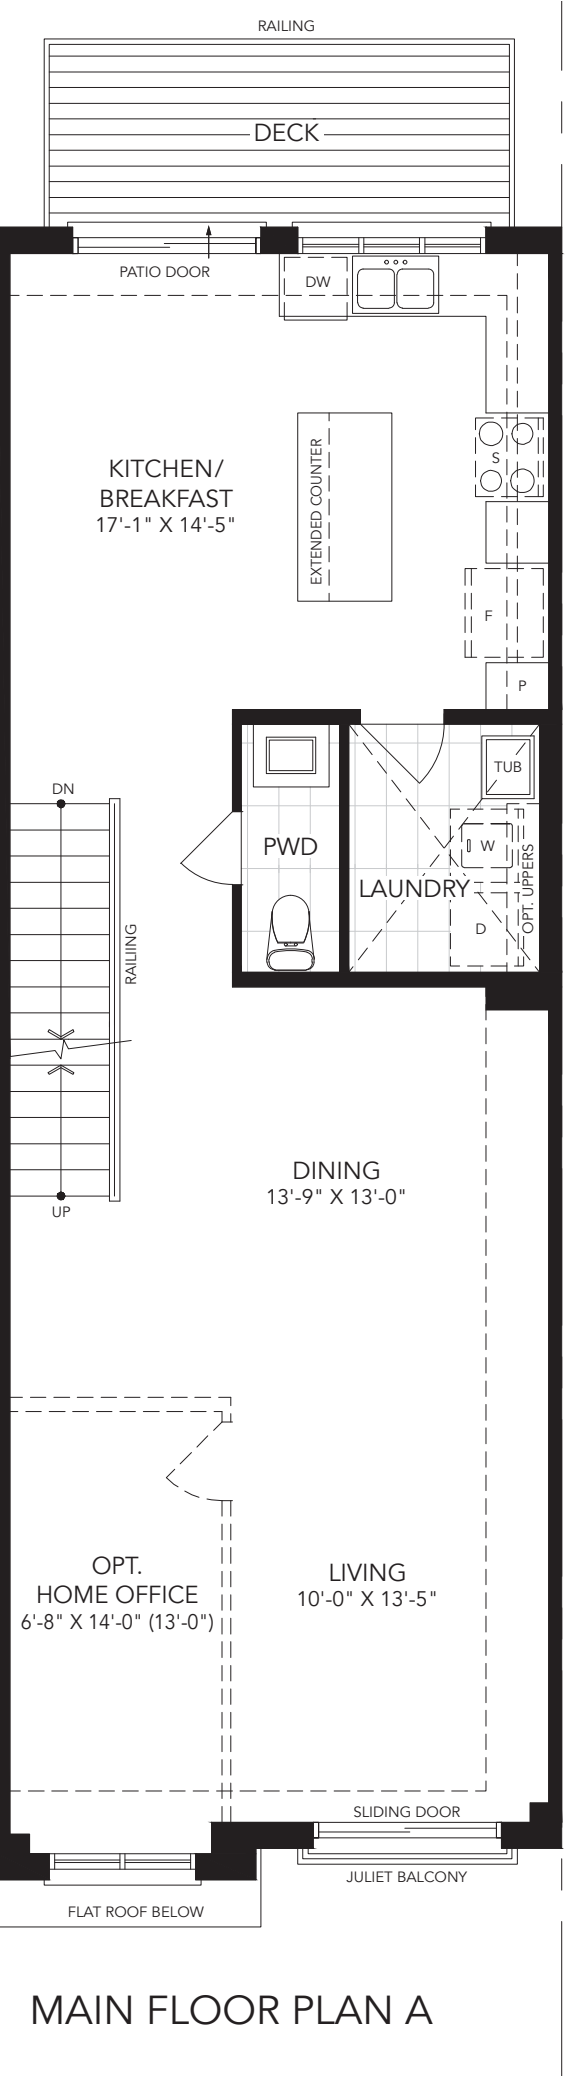 RAILING
DECK
PATIO DOOR
DW
KITCHEN/
BREAKFAST
17'-1" X 14'-5"
EXTENDED COUNTER
S
F
P
TUB
DN
PWD
W
LAUNDRY
OPT. UPPERS
D
RAILIING
DINING
13'-9" X 13'-0"
UP
OPT.
HOME OFFICE
6'-8" X 14'-0" (13'-0")
LIVING
10'-0" X 13'-5"
SLIDING DOOR
JULIET BALCONY
FLAT ROOF BELOW
MAIN FLOOR PLAN A